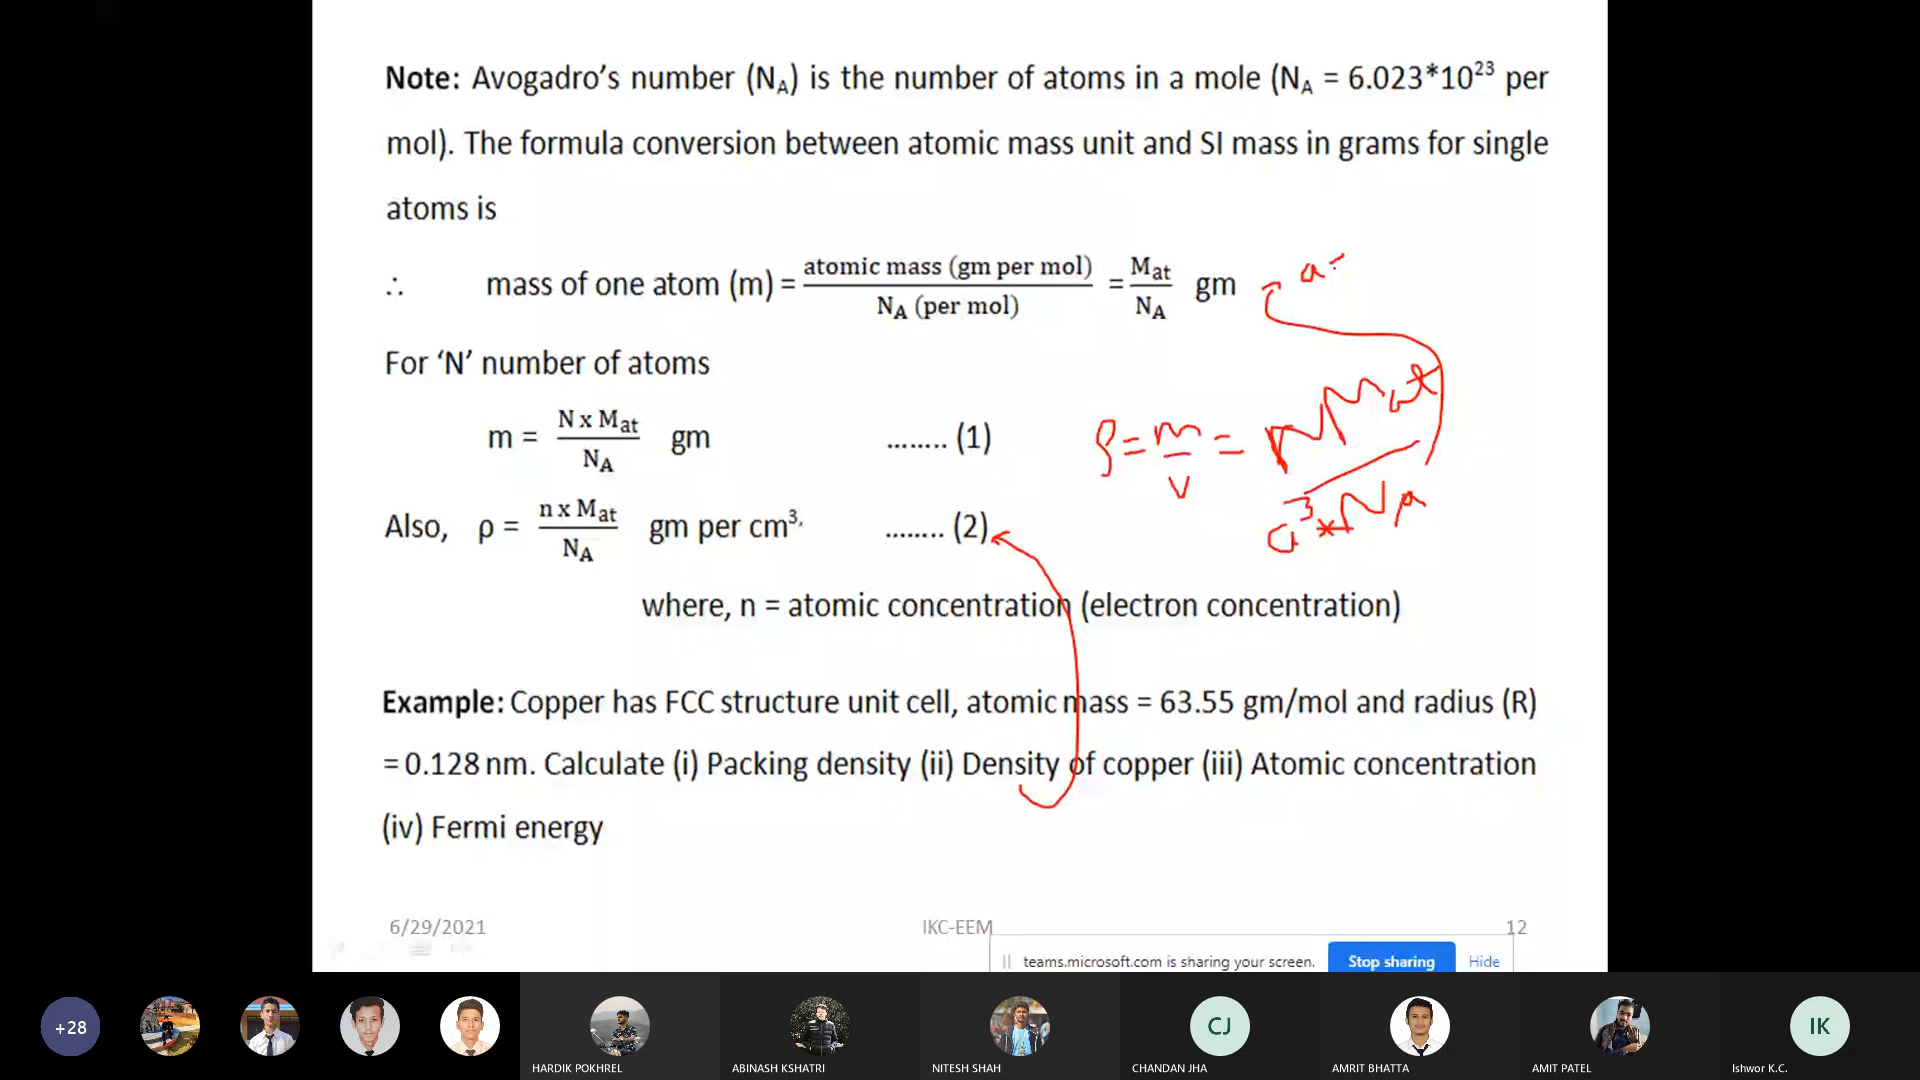 Note: Avogadro’s number (N_A) is the number of atoms in a mole (N_A = 6.023*10^23 per
mol). The formula conversion between atomic mass unit and SI mass in grams for single
atoms is
∴ mass of one atom (m) = atomic mass (gm per mol) / N_A (per mol) = M_at / N_A gm
a =
For ‘N’ number of atoms
m = N x M_at / N_A gm ........ (1)
ρ = m / v = n M_at / a^3 * N_A
Also, ρ = n x M_at / N_A gm per cm^3. ........ (2)
where, n = atomic concentration (electron concentration)
Example: Copper has FCC structure unit cell, atomic mass = 63.55 gm/mol and radius (R)
= 0.128 nm. Calculate (i) Packing density (ii) Density of copper (iii) Atomic concentration
(iv) Fermi energy
6/29/2021 IKC-EEM 12
teams.microsoft.com is sharing your screen. Stop sharing Hide
+28 CJ IK
HARDIK POKHREL ABINASH KSHATRI NITESH SHAH CHANDAN JHA AMRIT BHATTA AMIT PATEL Ishwor K.C.